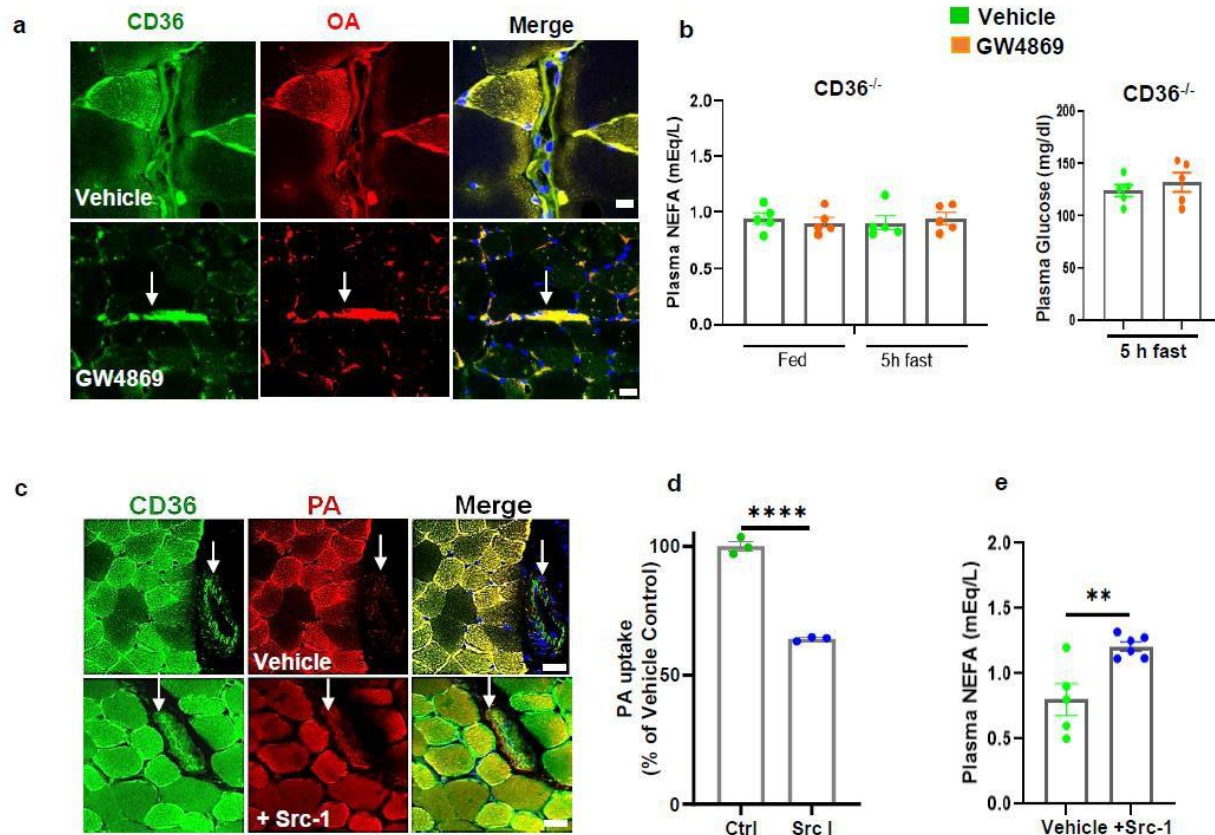 a
CD36 OA Merge
Vehicle
GW4869
b
Vehicle
GW4869
CD36-/-
Plasma NEFA (mEq/L)
2.0
1.5
1.0
0.5
0.0
Fed 5h fast
CD36-/-
Plasma Glucose (mg/dl)
200
150
100
50
0
5 h fast
c
CD36 PA Merge
Vehicle
+ Src-1
d
****
PA uptake
(% of Vehicle Control)
100
50
0
Ctrl Src I
e
**
Plasma NEFA (mEq/L)
2.0
1.5
1.0
0.5
0.0
Vehicle +Src-1